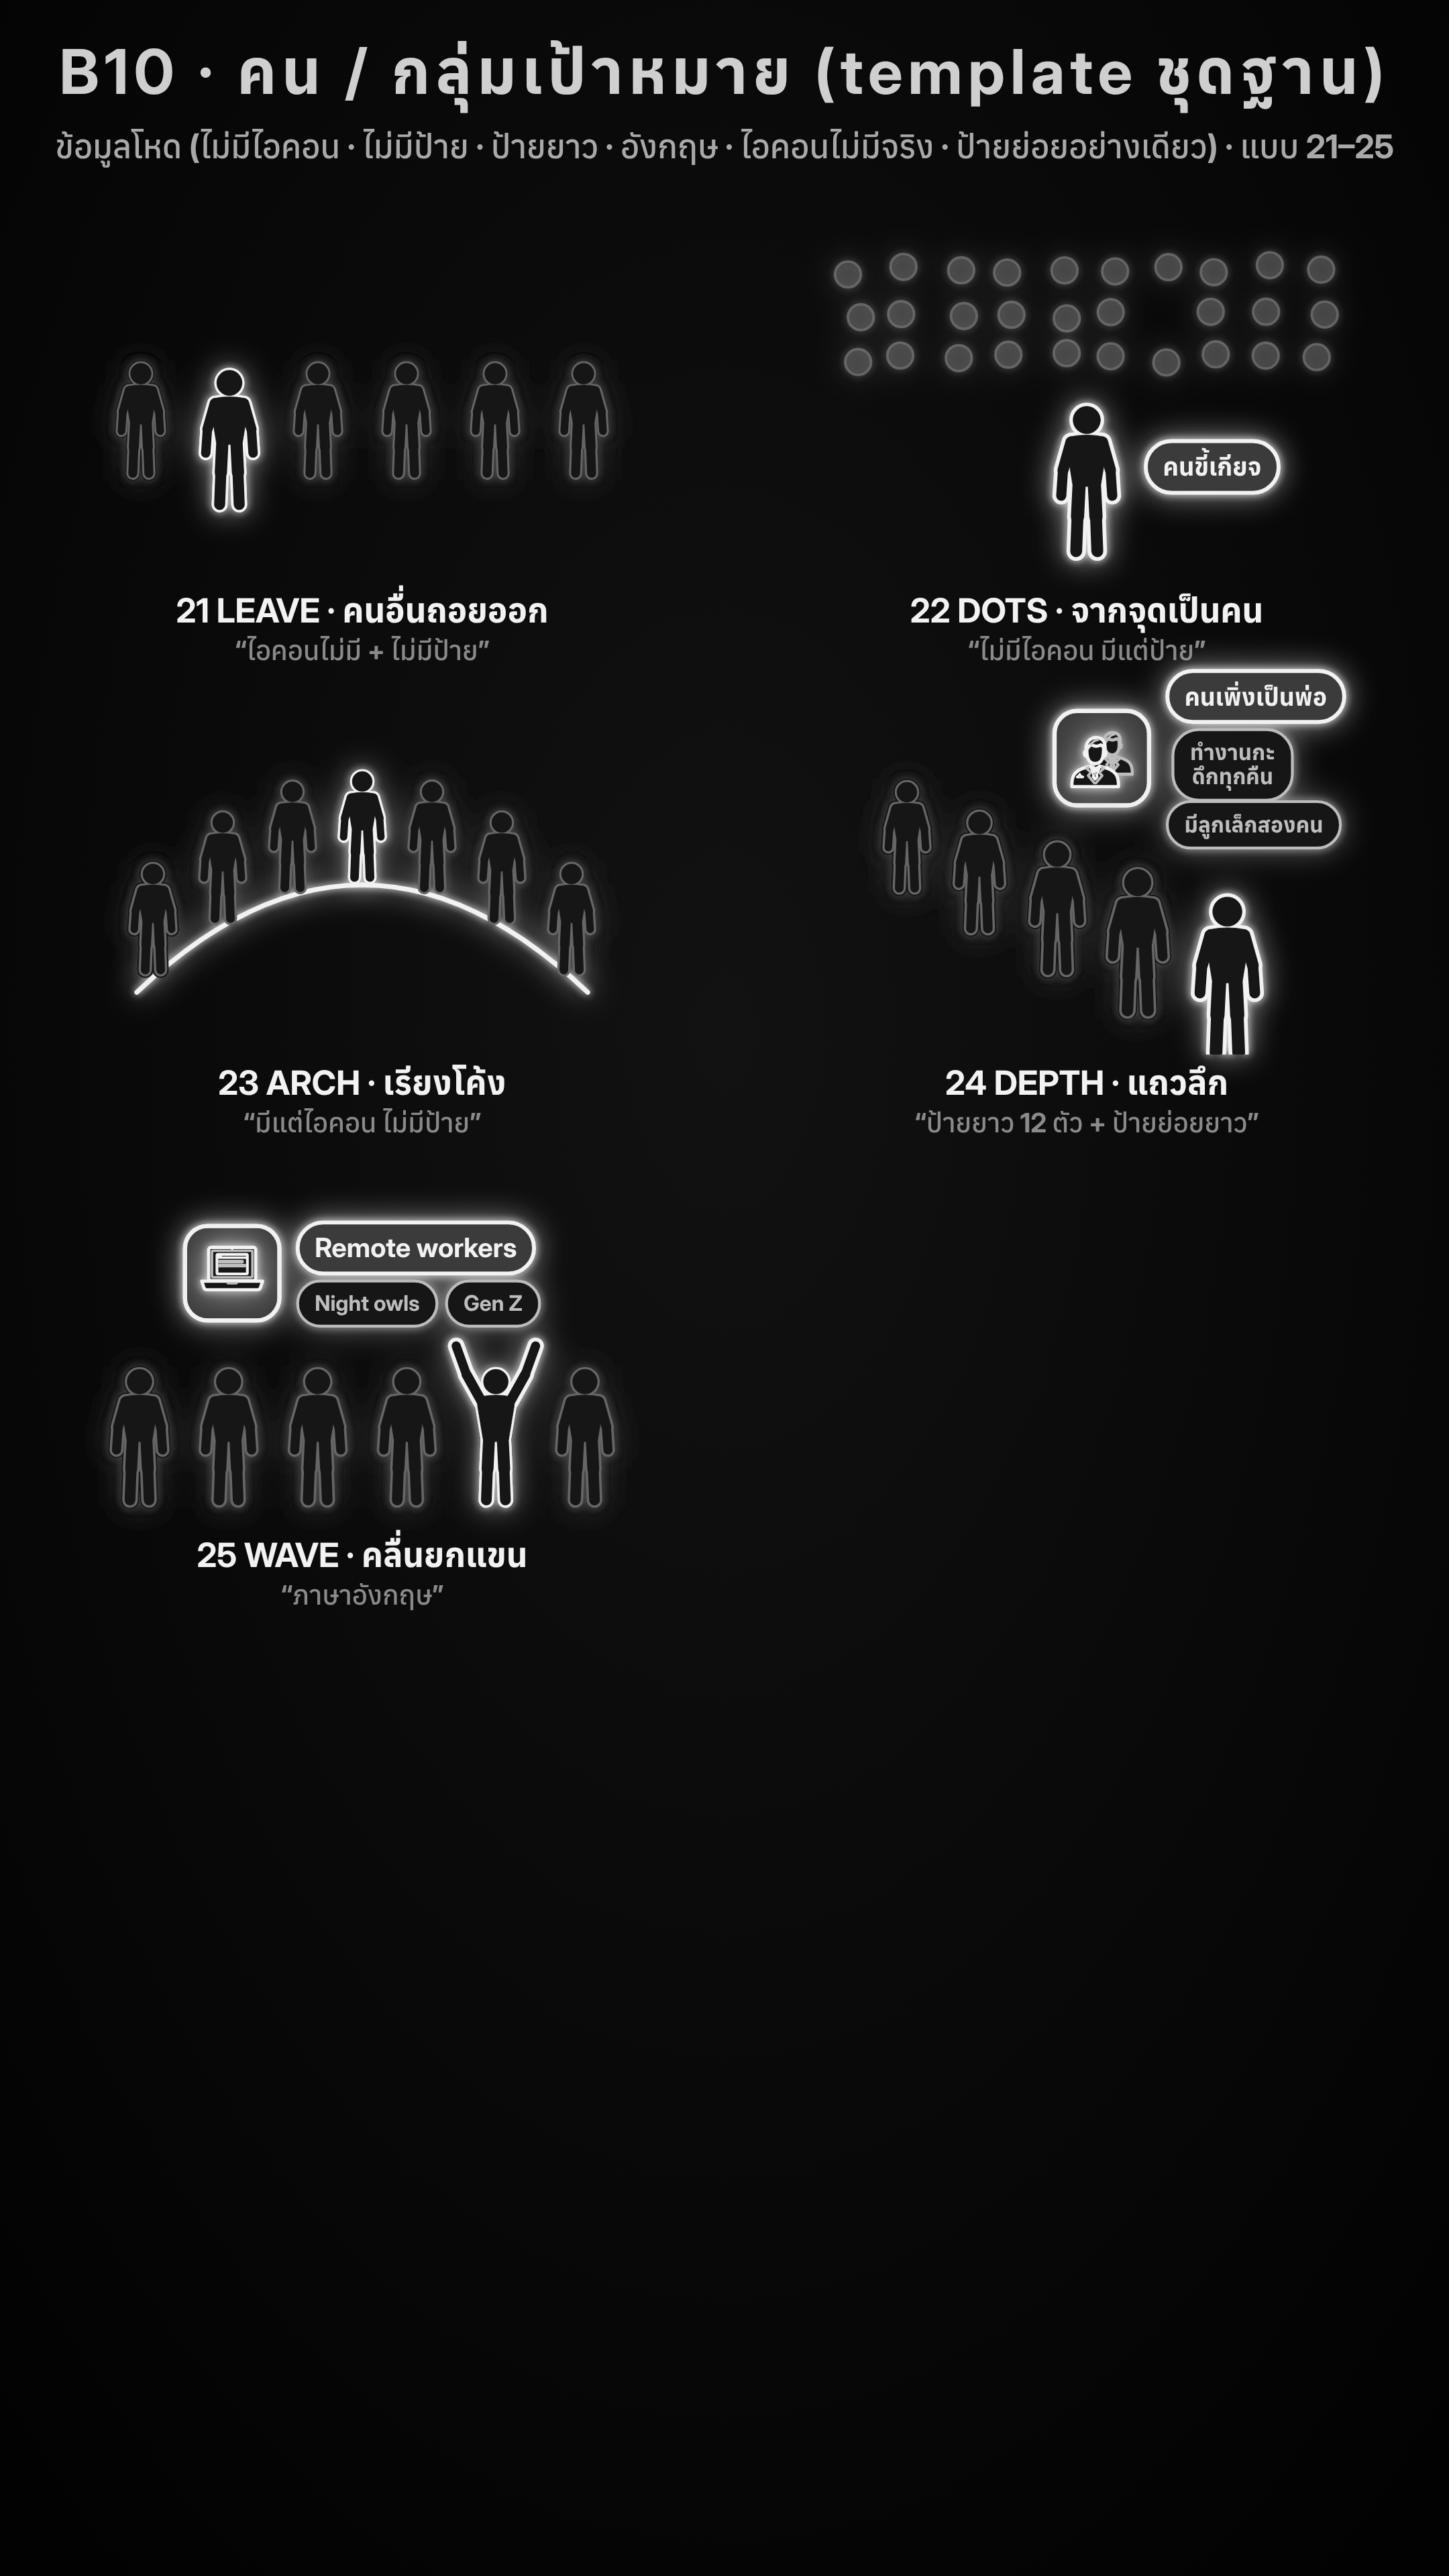 B10 · คน / กลุ่มเป้าหมาย (template ชุดฐาน)
ข้อมูลโหด (ไม่มีไอคอน · ไม่มีป้าย · ป้ายยาว · อังกฤษ · ไอคอนไม่มีจริง · ป้ายย่อยอย่างเดียว) · แบบ 21–25
21 LEAVE · คนอื่นถอยออก
“ไอคอนไม่มี + ไม่มีป้าย”
คนขี้เกียจ
22 DOTS · จากจุดเป็นคน
“ไม่มีไอคอน มีแต่ป้าย”
23 ARCH · เรียงโค้ง
“มีแต่ไอคอน ไม่มีป้าย”
คนเพิ่งเป็นพ่อ
ทำงานกะ
ดึกทุกคืน
มีลูกเล็กสองคน
24 DEPTH · แถวลึก
“ป้ายยาว 12 ตัว + ป้ายย่อยยาว”
Remote workers
Night owls
Gen Z
25 WAVE · คลื่นยกแขน
“ภาษาอังกฤษ”